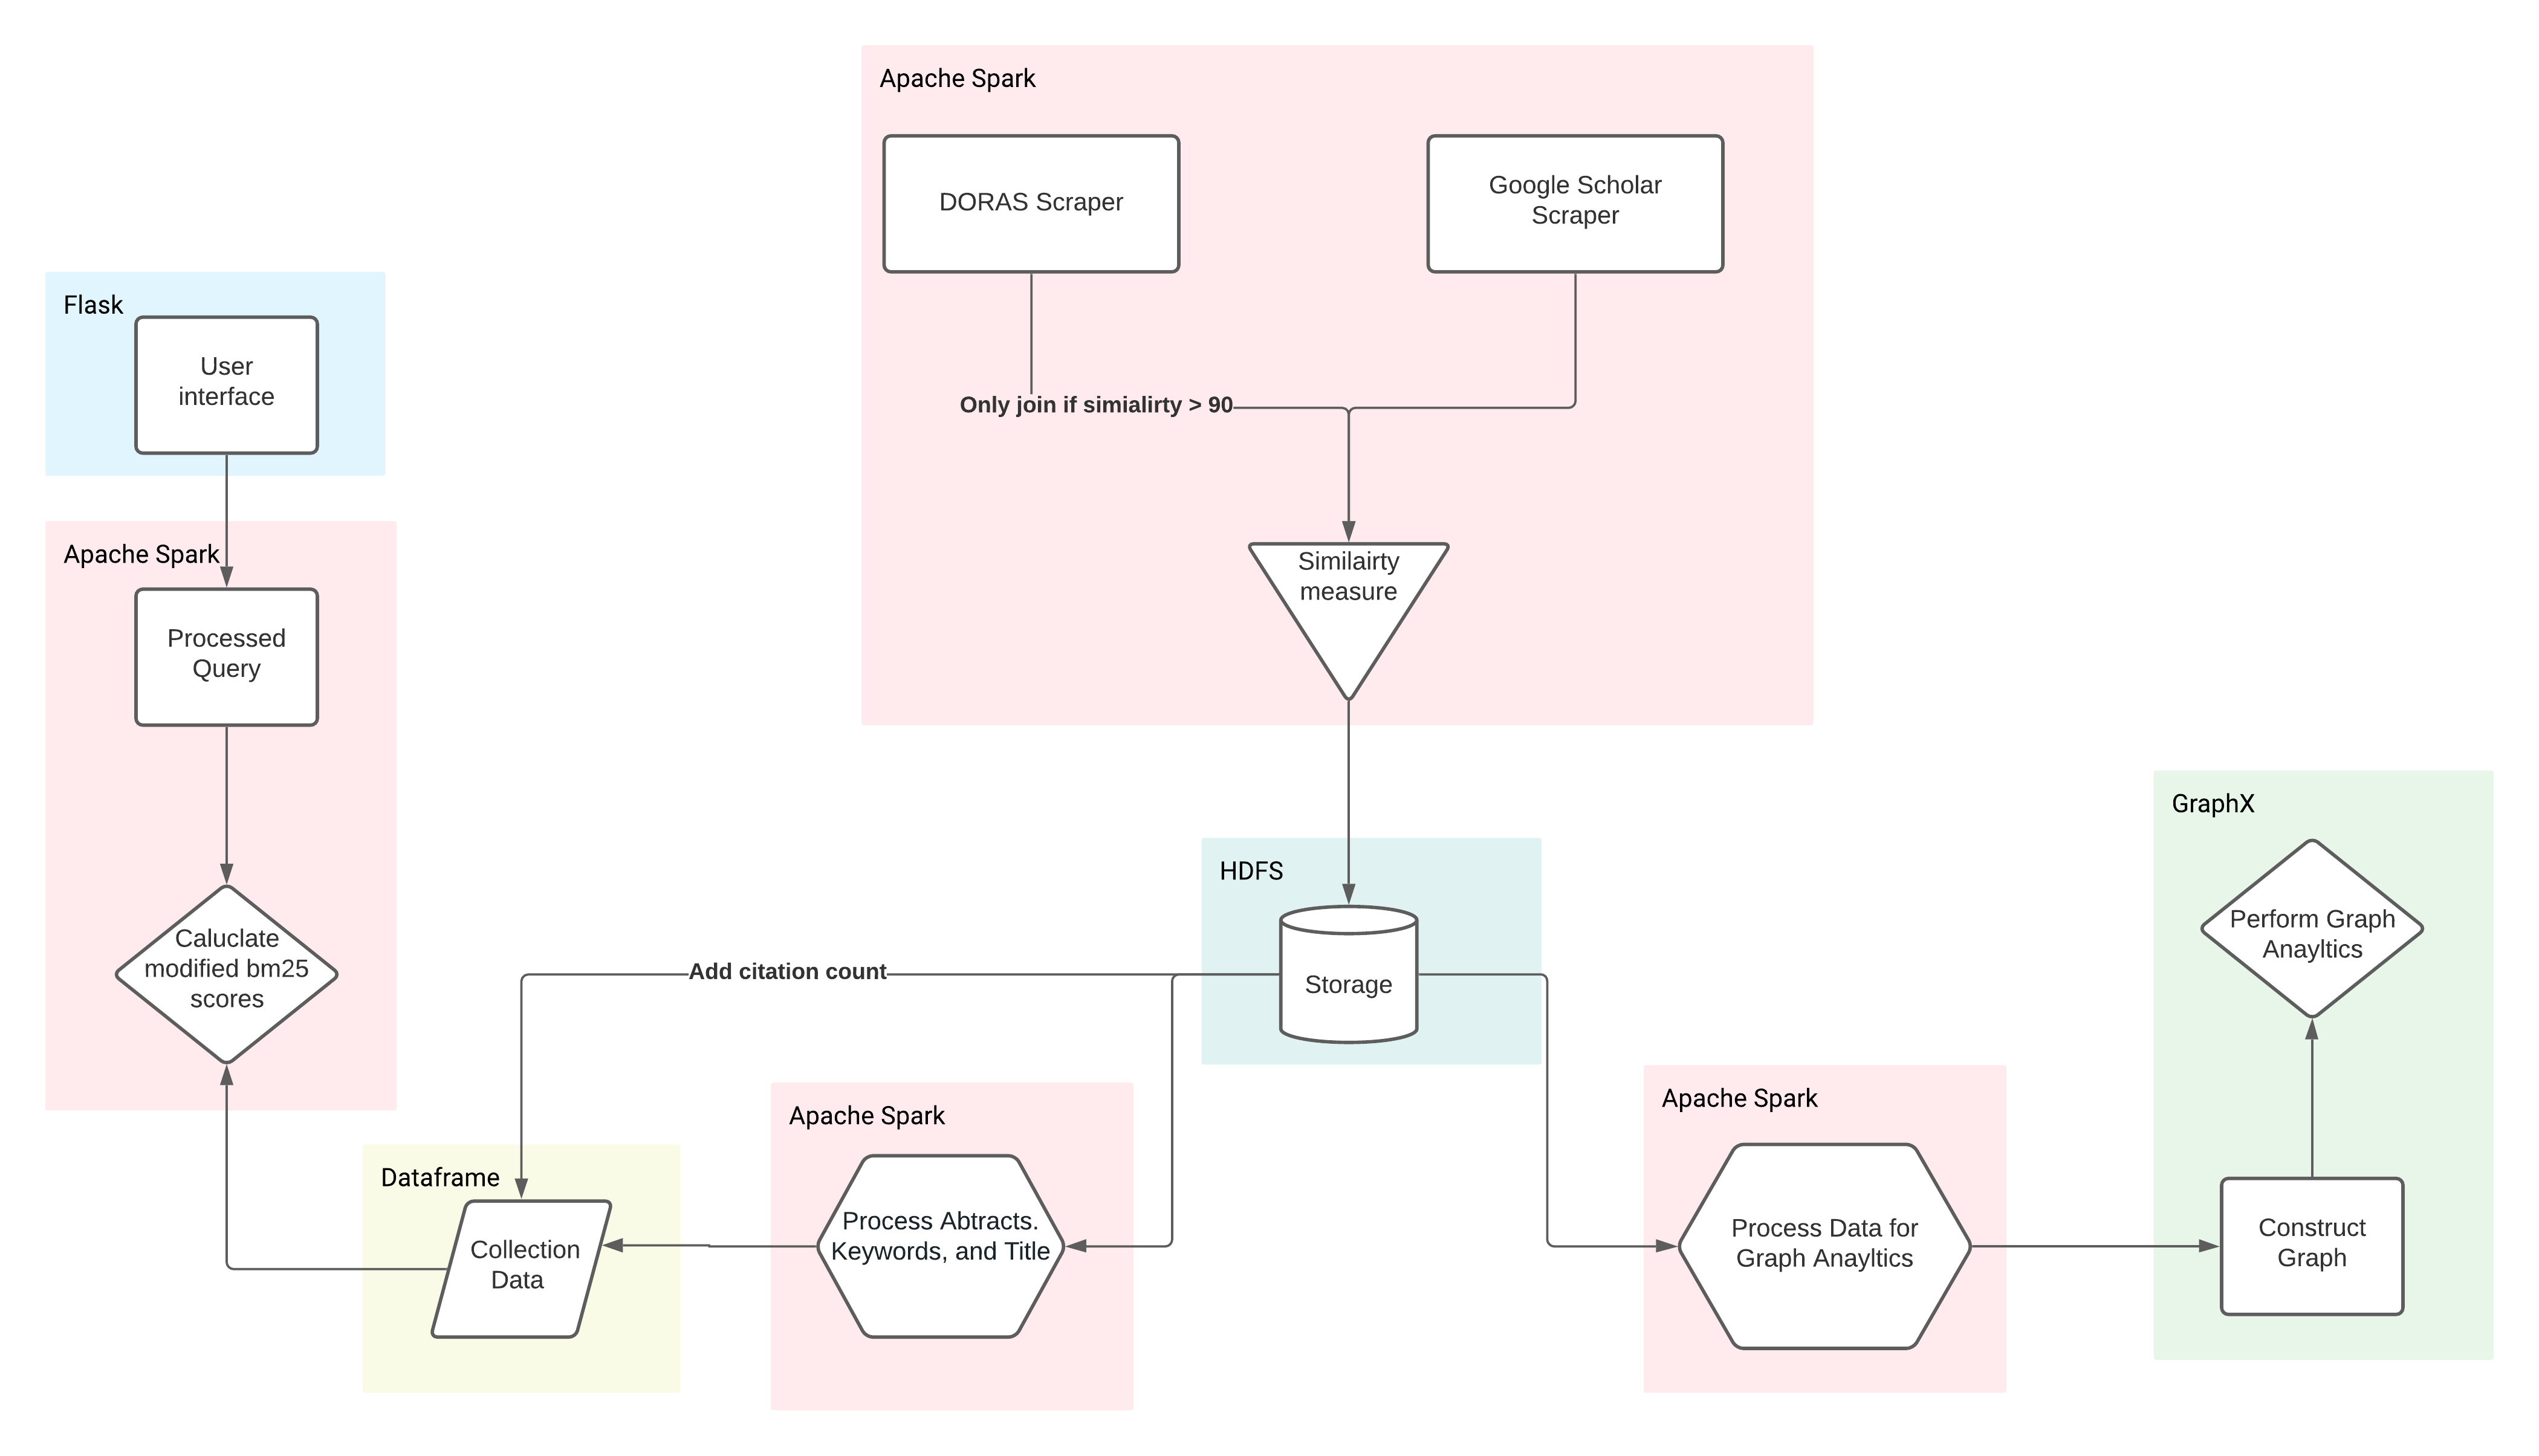 Apache Spark
DORAS Scraper
Google Scholar
Scraper
Only join if simialirty > 90
Similairty
measure
Flask
User
interface
Apache Spark
Processed
Query
Caluclate
modified bm25
scores
HDFS
Storage
Add citation count
Dataframe
Collection
Data
Apache Spark
Process Abtracts.
Keywords, and Title
Apache Spark
Process Data for
Graph Anayltics
GraphX
Perform Graph
Anayltics
Construct
Graph